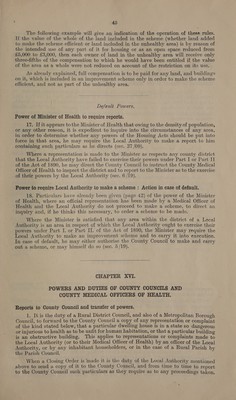 49
The following example will give an indication of the operation of these rules.
If the value of the whole of the land included in the scheme (whether land added
to make the scheme efficient or land included in the unhealthy area) is by reason of
the intended use of any part of it for housing or as an open space reduced from
£5,000 to £3,000, then each owner of land in the unhealthy area will receive only
three-fifths of the compensation to which he would have been entitled if the value
of the area as a whole were not reduced on account of the restriction on its use.
As already explained, full compensation is to be paid for any land, and buildings
on it, which is included in an improvement scheme only in order to make the scheme
efficient, and not as part of the unhealthy area.
Default Powers.
Power of Minister of Health to require reports.
17. If it appears to the Minister of Health that owing to the density of population,
or any other reason, it is expedient to inquire into the circumstances of any area,
in order to determine whether any powers of the Housing Acts should be put into
force in that area, he may require the Local Authority to make a report to him
containing such particulars as he directs (sec.
Where a representation is made to the Minister as respects any county district
that the Local Authority have failed to exercise their powers under Part I or Part II
of the Act of 1890, he may direct the County Council to instruct the County Medical
Officer of Health to inspect the district and to report to the Minister as to the exercise
of their powers by the Local Authority
Power to require Local Authority to make a scheme: Action in case of default.
18. Particulars have already been given (page 42) of the power of the Minister
of Health, where an official representation has been made by a Medical Officer of
Health and the Local Authority do not proceed to make a scheme, to direct an
inquiry and, if he thinks this necessary, to order a scheme to be made.
Where the Minister is satisfied that any area within the district of a Local
Authority is an area in respect of which the Local Authority ought to exercise their
powers under Part I. or Part II. of the Act of 1890, the Minister may require the
Local Authority to make an improvement scheme and to carry it into execution.
In case of default, he may either authorise the County Council to make and carry
out a scheme, or may himself do so
CHAPTER XVI.
POWERS AND DUTIES OF COUNTY COUNCILS AND
COUNTY MEDICAL OFFICERS OF HEALTH.
Reports to County Council and transfer of powers.
1. It is the duty of a Rural District Council, and also of a Metropolitan Borough
Council, to forward to the County Council a copy of any representation or complaint
of the kind stated below, that a particular dwelling house is in a state so dangerous
or injurious to health as to be unfit for human habitation, or that a particular building
is an obstructive building. This applies to representations or complaints made to
the Local Authority (or to their Medical Officer of Health) by an officer of the Local
Authority, or by any inhabitant householders, or in the case of a Rural Parish by
the Parish Council.
When a Closing Order is made it is the duty of the Local Authority mentioned
above to send a copy of it to the County Council, and from time to time to report
to the County Council such particulars as they require as to any proceedings taken.